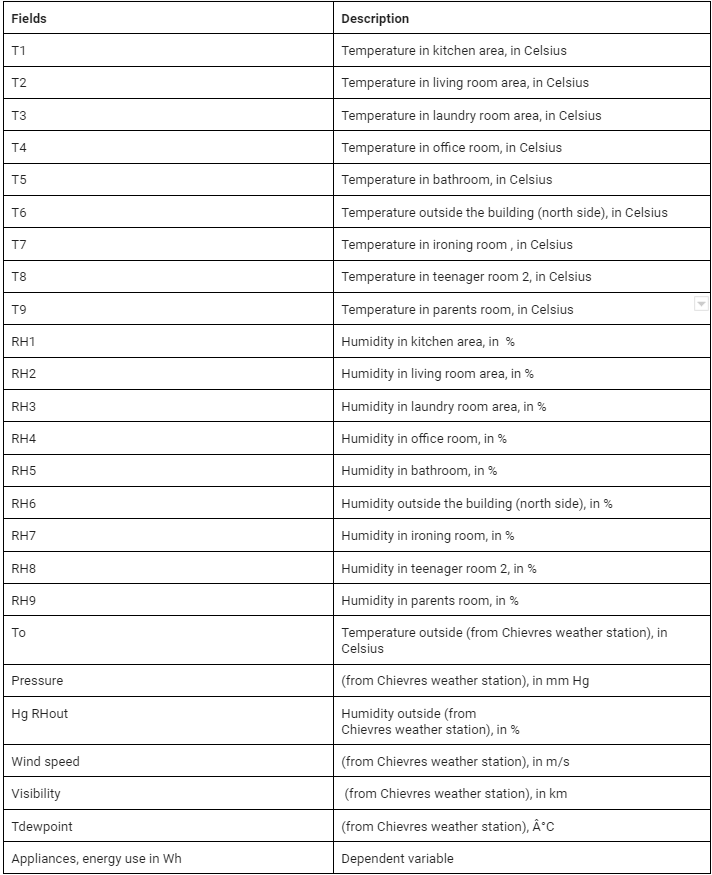 Fields Description
T1 Temperature in kitchen area, in Celsius
T2 Temperature in living room area, in Celsius
T3 Temperature in laundry room area, in Celsius
T4 Temperature in office room, in Celsius
T5 Temperature in bathroom, in Celsius
T6 Temperature outside the building (north side), in Celsius
T7 Temperature in ironing room , in Celsius
T8 Temperature in teenager room 2, in Celsius
T9 Temperature in parents room, in Celsius
RH1 Humidity in kitchen area, in %
RH2 Humidity in living room area, in %
RH3 Humidity in laundry room area, in %
RH4 Humidity in office room, in %
RH5 Humidity in bathroom, in %
RH6 Humidity outside the building (north side), in %
RH7 Humidity in ironing room, in %
RH8 Humidity in teenager room 2, in %
RH9 Humidity in parents room, in %
To Temperature outside (from Chievres weather station), in
Celsius
Pressure (from Chievres weather station), in mm Hg
Hg RHout Humidity outside (from
Chievres weather station), in %
Wind speed (from Chievres weather station), in m/s
Visibility (from Chievres weather station), in km
Tdewpoint (from Chievres weather station), Â°C
Appliances, energy use in Wh Dependent variable